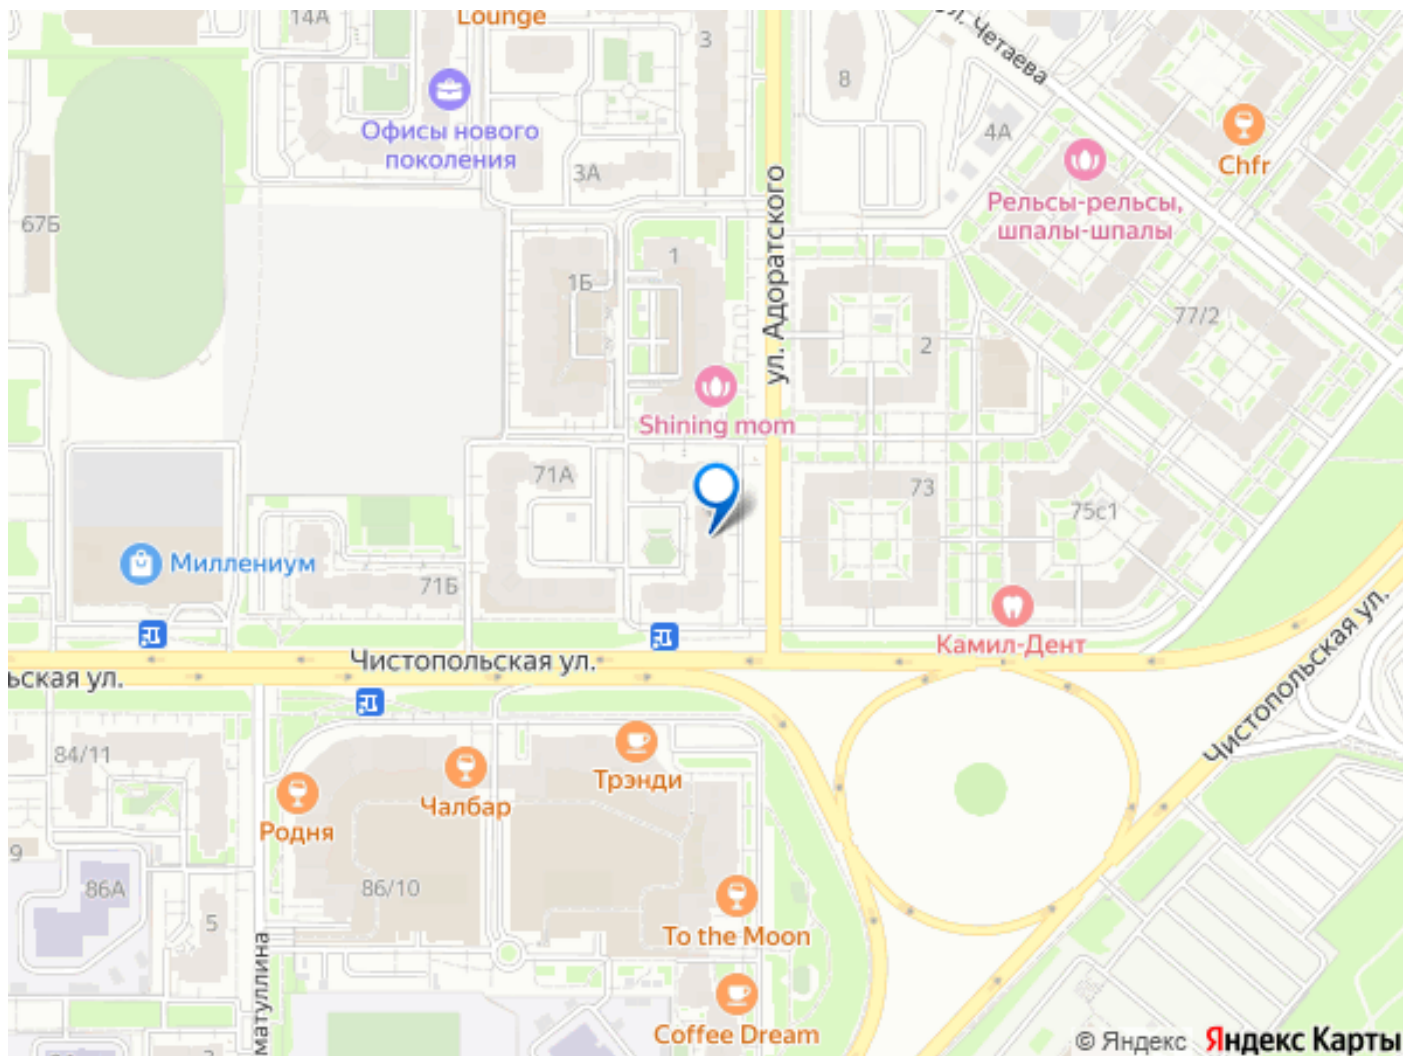 14А
Lounge
3
ул. Четаева
8
4А
Офисы нового
поколения
3А
Chfr
Рельсы-рельсы,
шпалы-шпалы
67Б
ул. Адоратского
1
1Б
77/2
2
Shining mom
71А
73
75с1
Миллениум
71Б
Камил-Дент
Чистопольская ул.
ьская ул.
Чистопольская ул.
84/11
Трэнди
Чалбар
Родня
9
86А
86/10
5
To the Moon
матуллина
Coffee Dream
© Яндекс Яндекс Карты